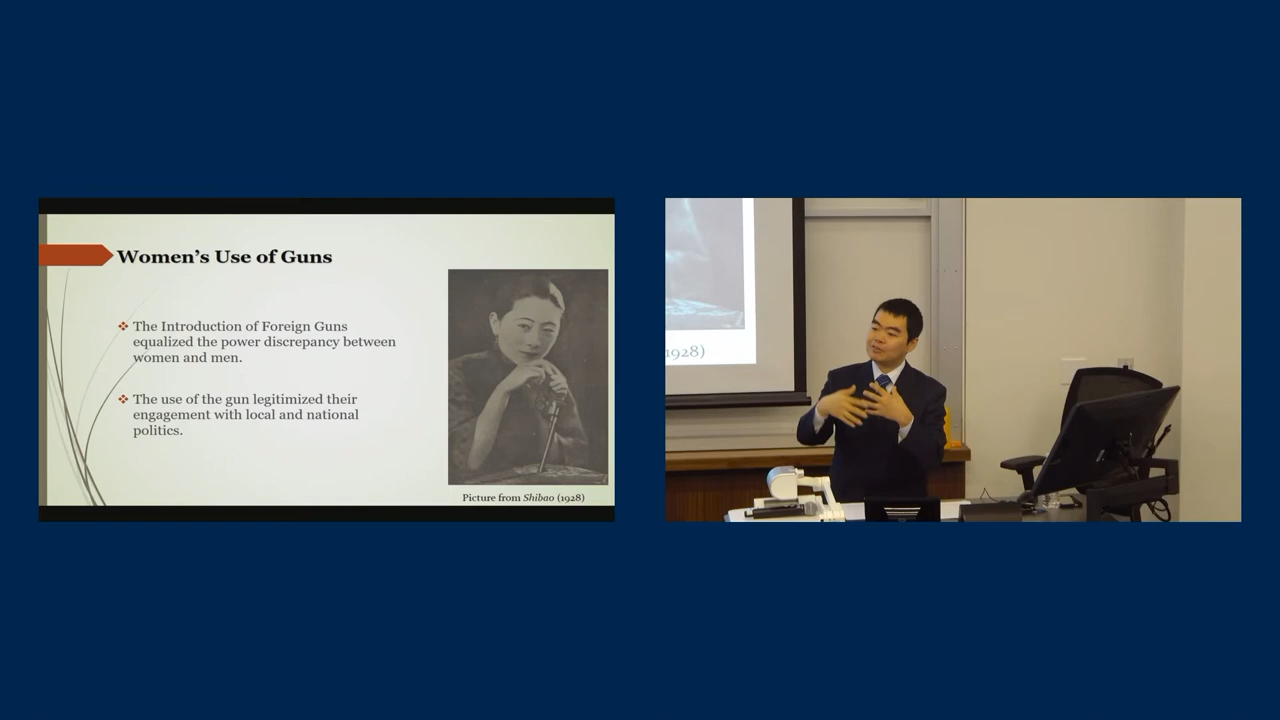 Women's Use of Guns
❖ The Introduction of Foreign Guns
equalized the power discrepancy between
women and men.
❖ The use of the gun legitimized their
engagement with local and national
politics.
Picture from Shibao (1928)
1928)